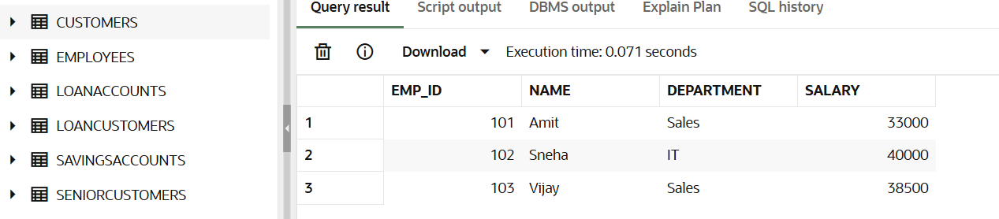 CUSTOMERS
EMPLOYEES
LOANACCOUNTS
LOANCUSTOMERS
SAVINGSACCOUNTS
SENIORCUSTOMERS
Query result Script output DBMS output Explain Plan SQL history
Download Execution time: 0.071 seconds
EMP_ID NAME DEPARTMENT SALARY
1 101 Amit Sales 33000
2 102 Sneha IT 40000
3 103 Vijay Sales 38500